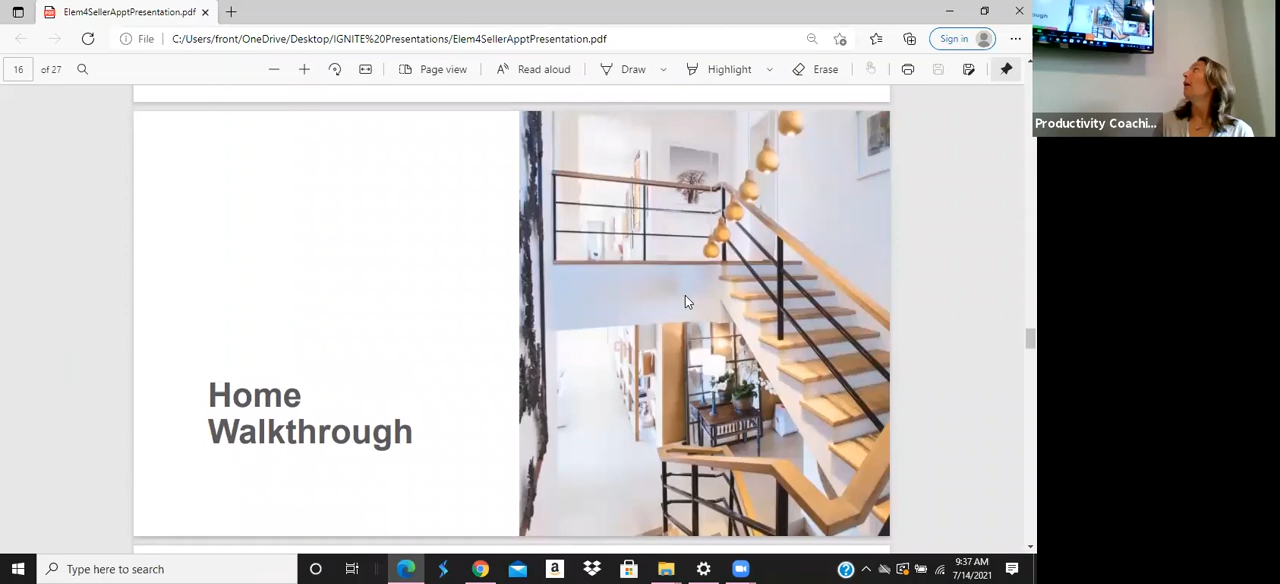 Elem4SellerApptPresentation.pdf
File
C:/Users/front/OneDrive/Desktop/IGNITE%20Presentations/Elem4SellerApptPresentation.pdf
Sign in
16
of 27
Page view
Read aloud
Draw
Highlight
Erase
Productivity Coachi...
Home
Walkthrough
Type here to search
9:37 AM
7/14/2021